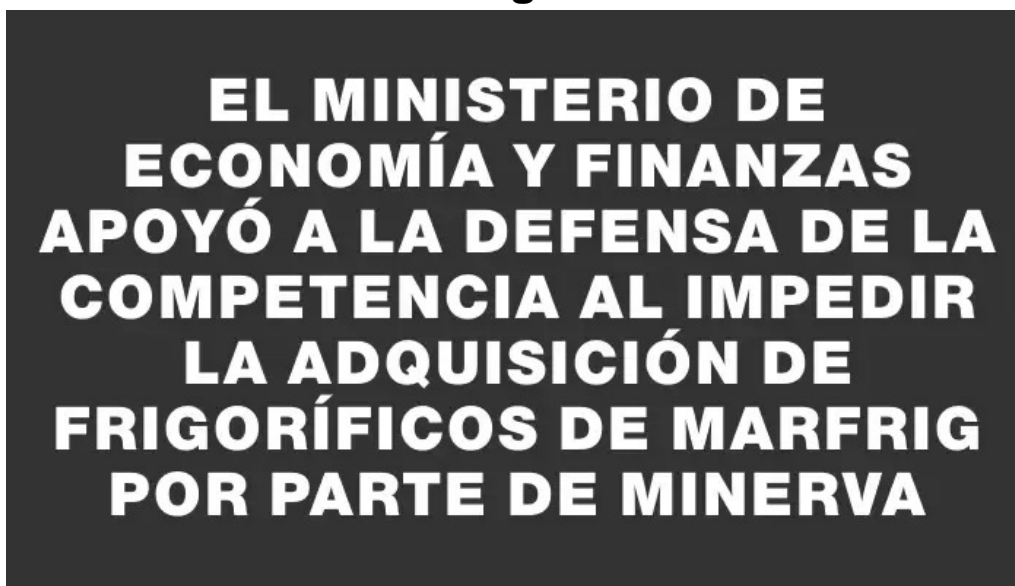 EL MINISTERIO DE
ECONOMÍA Y FINANZAS
APOYÓ A LA DEFENSA DE LA
COMPETENCIA AL IMPEDIR
LA ADQUISICIÓN DE
FRIGORÍFICOS DE MARFRIG
POR PARTE DE MINERVA